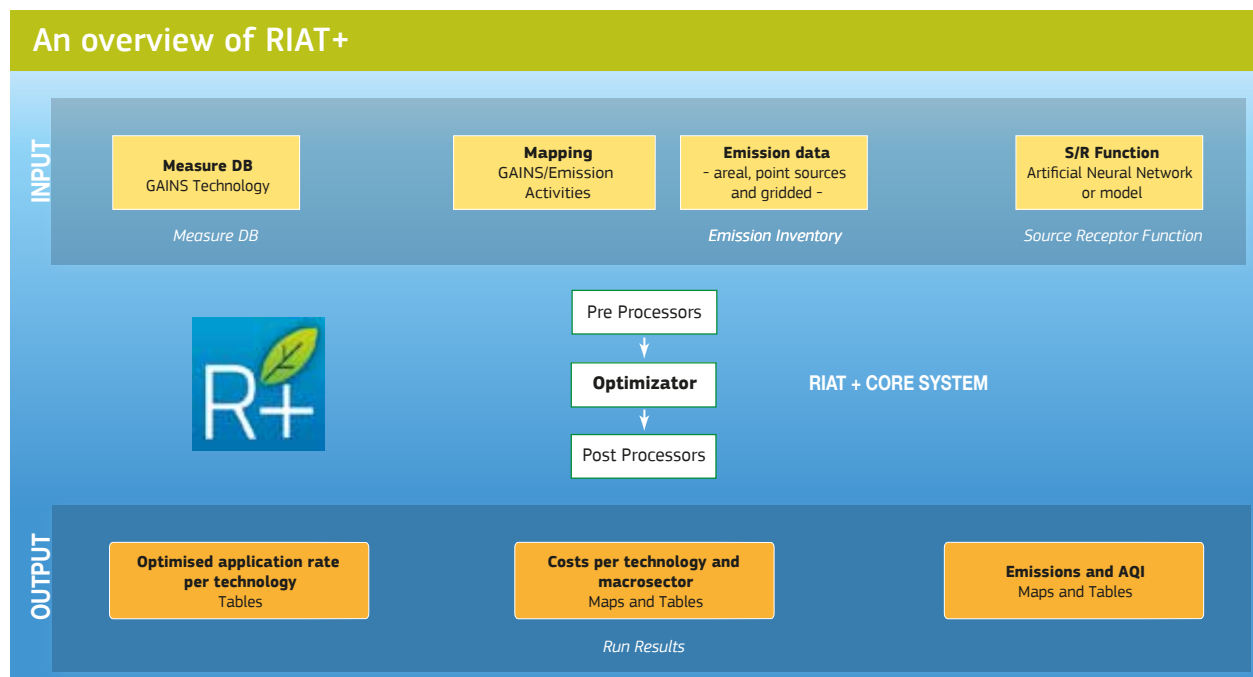 An overview of RIAT+
INPUT
Measure DB
GAINS Technology
Measure DB
Mapping
GAINS/Emission
Activities
Emission data
- areal, point sources
and gridded -
Emission Inventory
S/R Function
Artificial Neural Network
or model
Source Receptor Function
R+
Pre Processors
Optimizator
Post Processors
RIAT + CORE SYSTEM
OUTPUT
Optimised application rate
per technology
Tables
Costs per technology and
macrosector
Maps and Tables
Emissions and AQI
Maps and Tables
Run Results